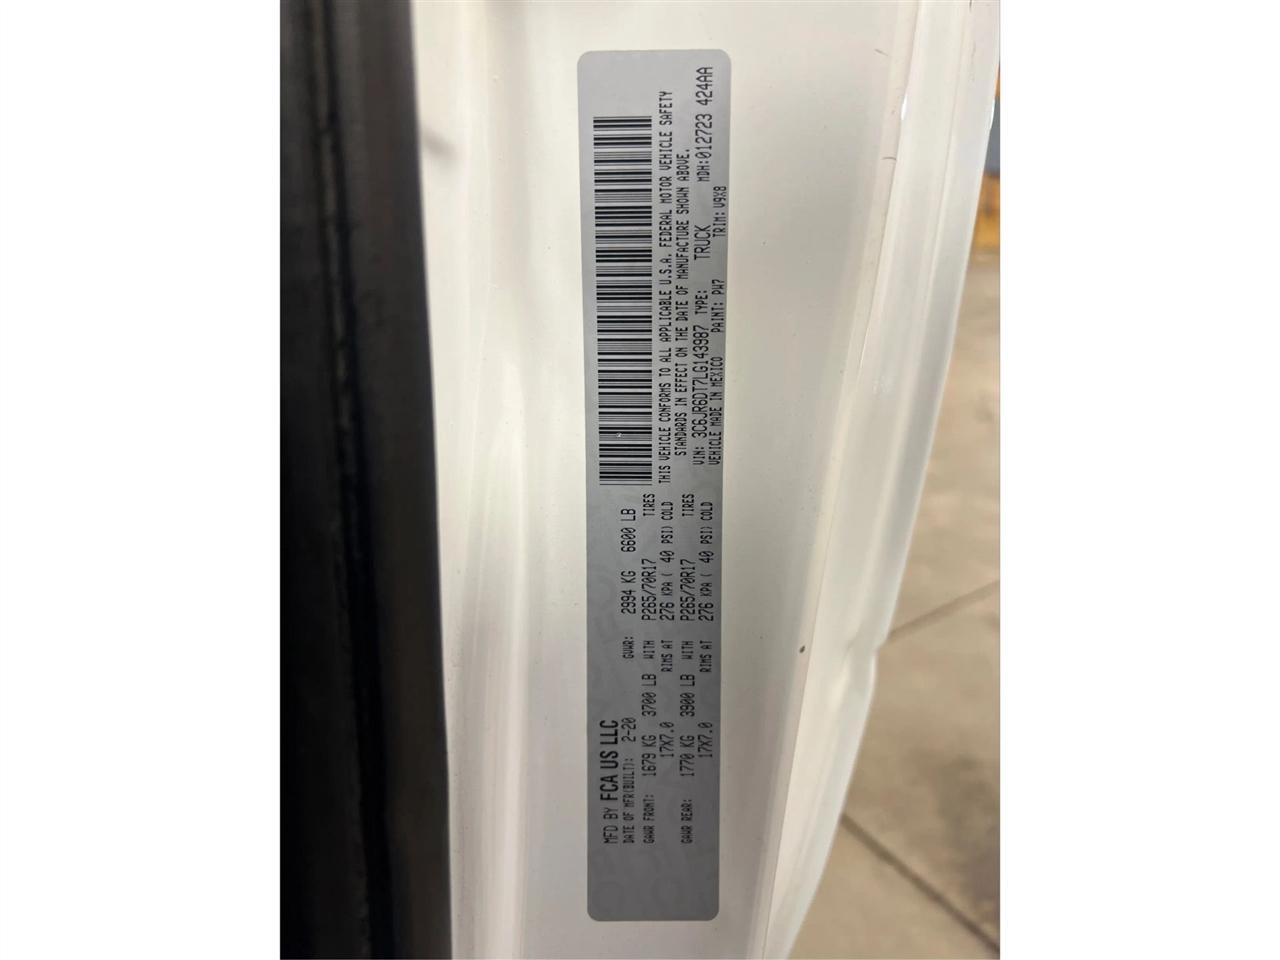 MFD BY FCA US LLC
DATE OF MFR(BUILT): 2-20 GVWR: 2994 KG 6600 LB
GAWR FRONT: 1679 KG 3700 LB WITH P265/70R17 TIRES
17X7.0 RIMS AT 276 KPA ( 40 PSI) COLD
GAWR REAR: 1770 KG 3900 LB WITH P265/70R17 TIRES
17X7.0 RIMS AT 276 KPA ( 40 PSI) COLD
THIS VEHICLE CONFORMS TO ALL APPLICABLE U.S.A. FEDERAL MOTOR VEHICLE SAFETY
STANDARDS IN EFFECT ON THE DATE OF MANUFACTURE SHOWN ABOVE.
VIN: 3C6JR6DT7LG143987 TYPE: TRUCK MDH:012723 424AA
VEHICLE MADE IN MEXICO PAINT: PW7 TRIM: V9X8